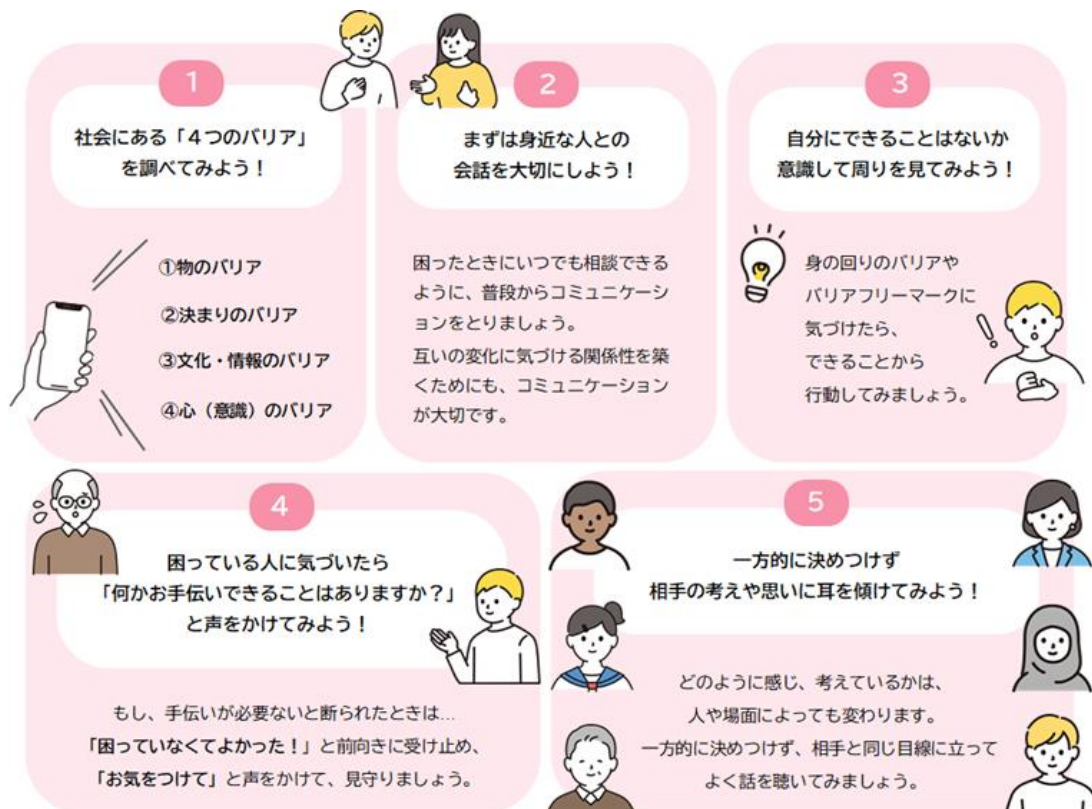 1
社会にある「４つのバリア」
を調べてみよう！
①物のバリア
②決まりのバリア
③文化・情報のバリア
④心（意識）のバリア
2
まずは身近な人との
会話を大切にしよう！
困ったときにいつでも相談できる
ように、普段からコミュニケーシ
ョンをとりましょう。
互いの変化に気づける関係性を築
くためにも、コミュニケーション
が大切です。
3
自分にできることはないか
意識して周りを見てみよう！
身の回りのバリアや
バリアフリーマークに
気づけたら、
できることから
行動してみましょう。
4
困っている人に気づいたら
「何かお手伝いできることはありますか？」
と声をかけてみよう！
もし、手伝いが必要ないと断られたときは…
「困っていなくてよかった！」と前向きに受け止め、
「お気をつけて」と声をかけて、見守りましょう。
5
一方的に決めつけず
相手の考えや思いに耳を傾けてみよう！
どのように感じ、考えているかは、
人や場面によっても変わります。
一方的に決めつけず、相手と同じ目線に立って
よく話を聴いてみましょう。